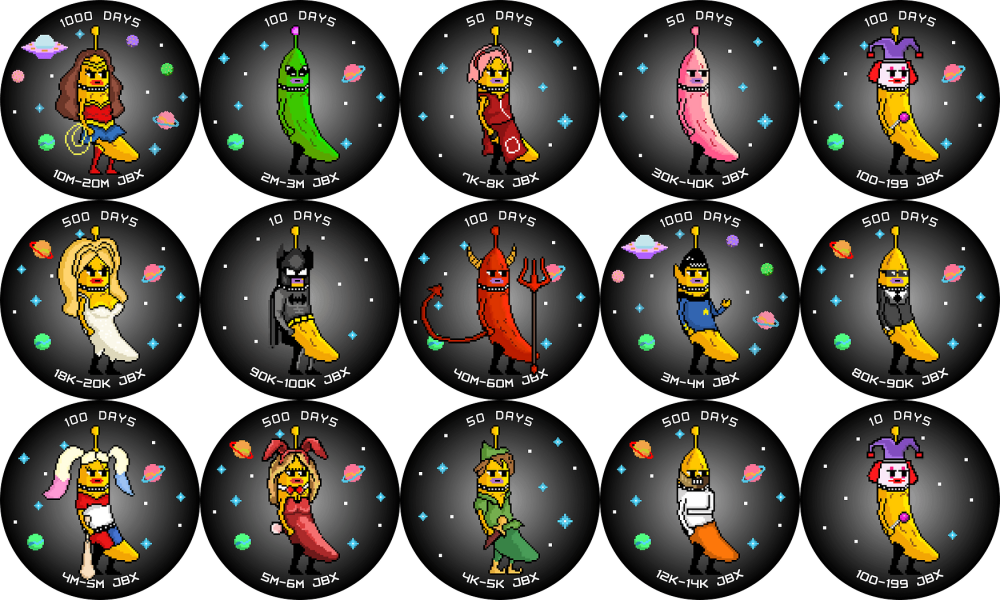 1000 DAYS
10M-20M JBX
100 DAYS
2M-3M JBX
50 DAYS
7K-8K JBX
50 DAYS
30K-40K JBX
100 DAYS
100-199 JBX
500 DAYS
18K-20K JBX
10 DAYS
90K-100K JBX
100 DAYS
40M-60M JBX
1000 DAYS
3M-4M JBX
500 DAYS
80K-90K JBX
100 DAYS
4M-5M JBX
500 DAYS
5M-6M JBX
50 DAYS
4K-5K JBX
500 DAYS
12K-14K JBX
10 DAYS
100-199 JBX